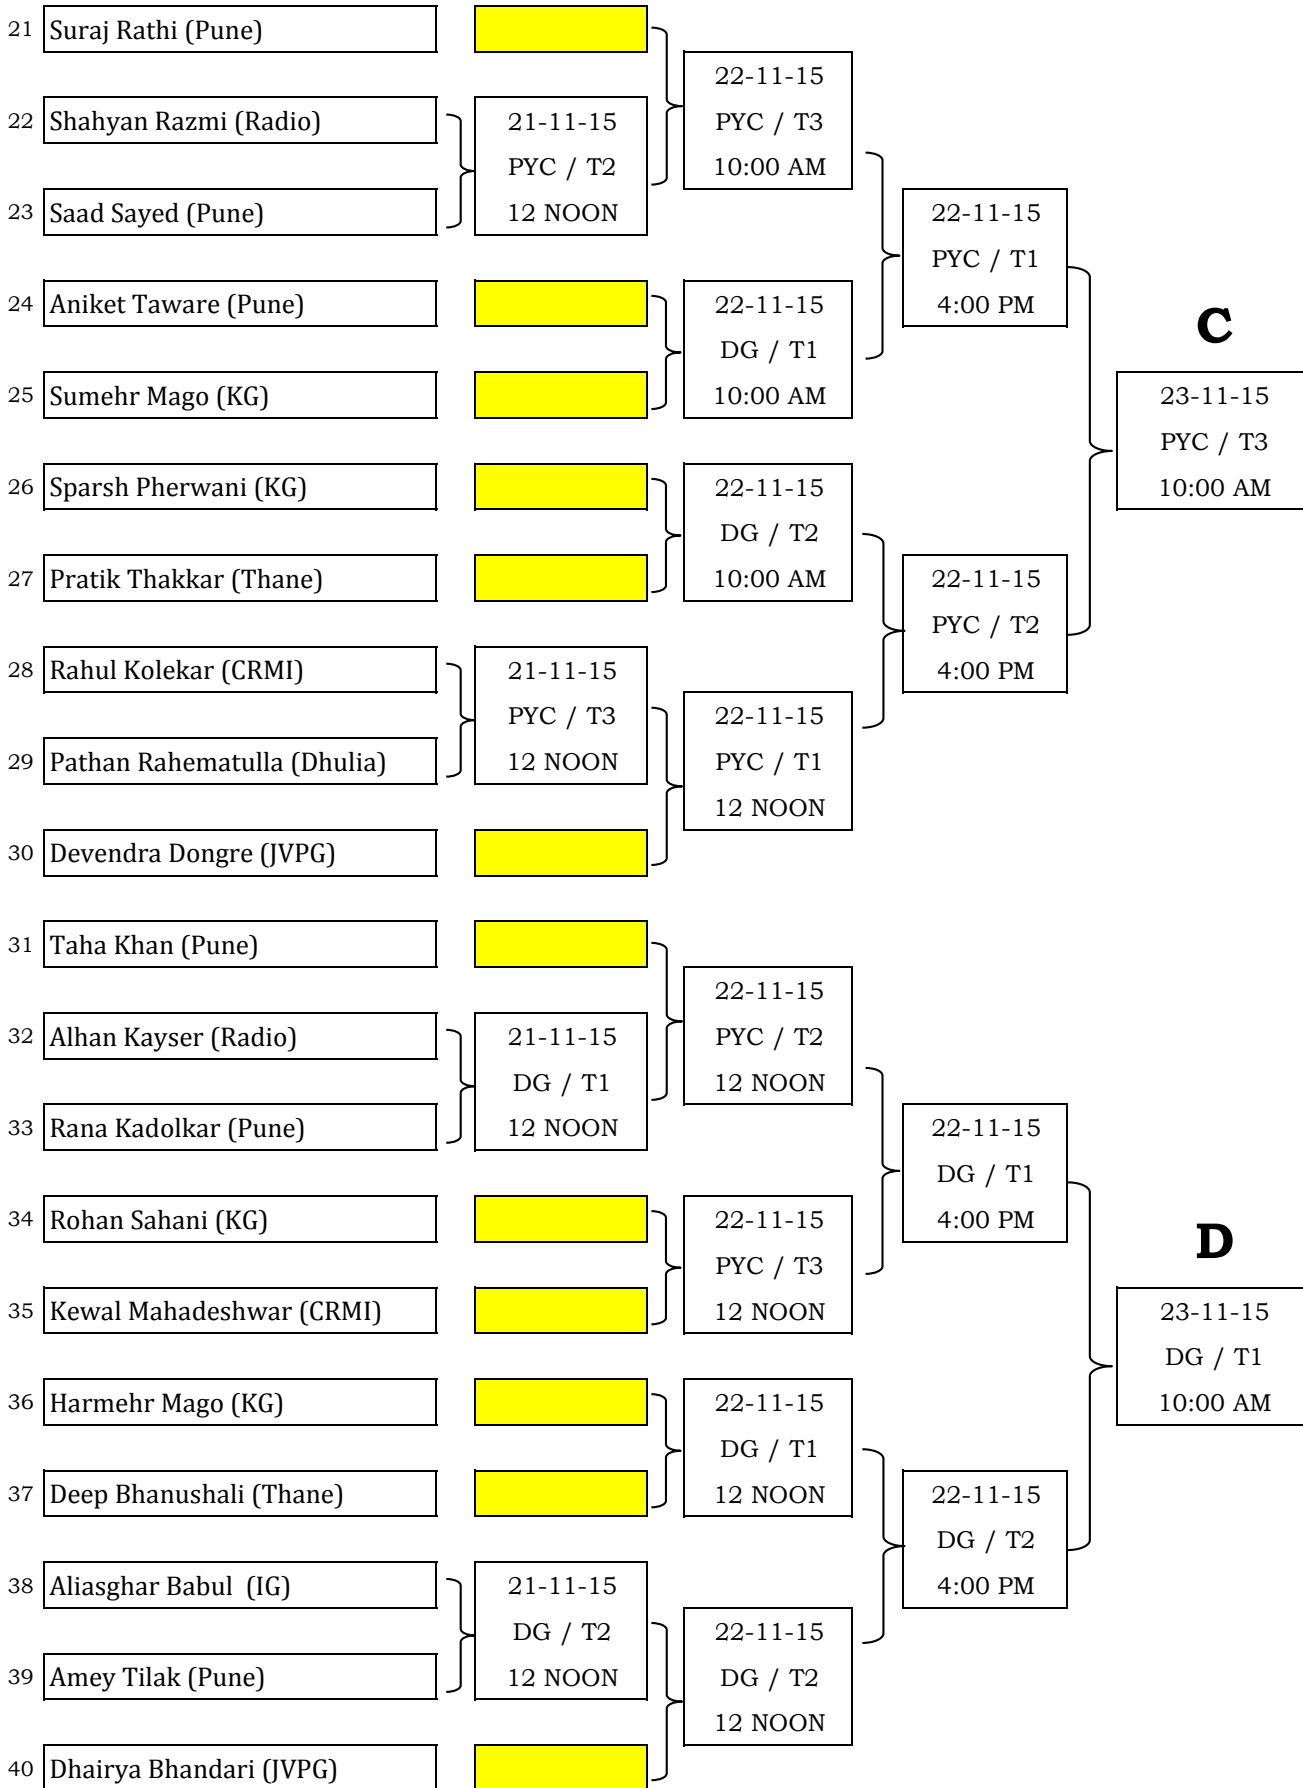 21 Suraj Rathi (Pune)
22-11-15
22 Shahyan Razmi (Radio) 21-11-15 PYC / T3
PYC / T2 10:00 AM
23 Saad Sayed (Pune) 12 NOON 22-11-15
PYC / T1
24 Aniket Taware (Pune) 22-11-15 4:00 PM
C
DG / T1
25 Sumehr Mago (KG) 10:00 AM 23-11-15
PYC / T3
26 Sparsh Pherwani (KG) 22-11-15 10:00 AM
DG / T2
27 Pratik Thakkar (Thane) 10:00 AM 22-11-15
PYC / T2
28 Rahul Kolekar (CRMI) 21-11-15 4:00 PM
PYC / T3 22-11-15
29 Pathan Rahematulla (Dhulia) 12 NOON PYC / T1
12 NOON
30 Devendra Dongre (JVPG)
31 Taha Khan (Pune)
22-11-15
32 Alhan Kayser (Radio) 21-11-15 PYC / T2
DG / T1 12 NOON
33 Rana Kadolkar (Pune) 12 NOON 22-11-15
DG / T1
34 Rohan Sahani (KG) 22-11-15 4:00 PM
D
PYC / T3
35 Kewal Mahadeshwar (CRMI) 12 NOON 23-11-15
DG / T1
36 Harmehr Mago (KG) 22-11-15 10:00 AM
DG / T1
37 Deep Bhanushali (Thane) 12 NOON 22-11-15
DG / T2
38 Aliasghar Babul (IG) 21-11-15 4:00 PM
DG / T2 22-11-15
39 Amey Tilak (Pune) 12 NOON DG / T2
12 NOON
40 Dhairya Bhandari (JVPG)